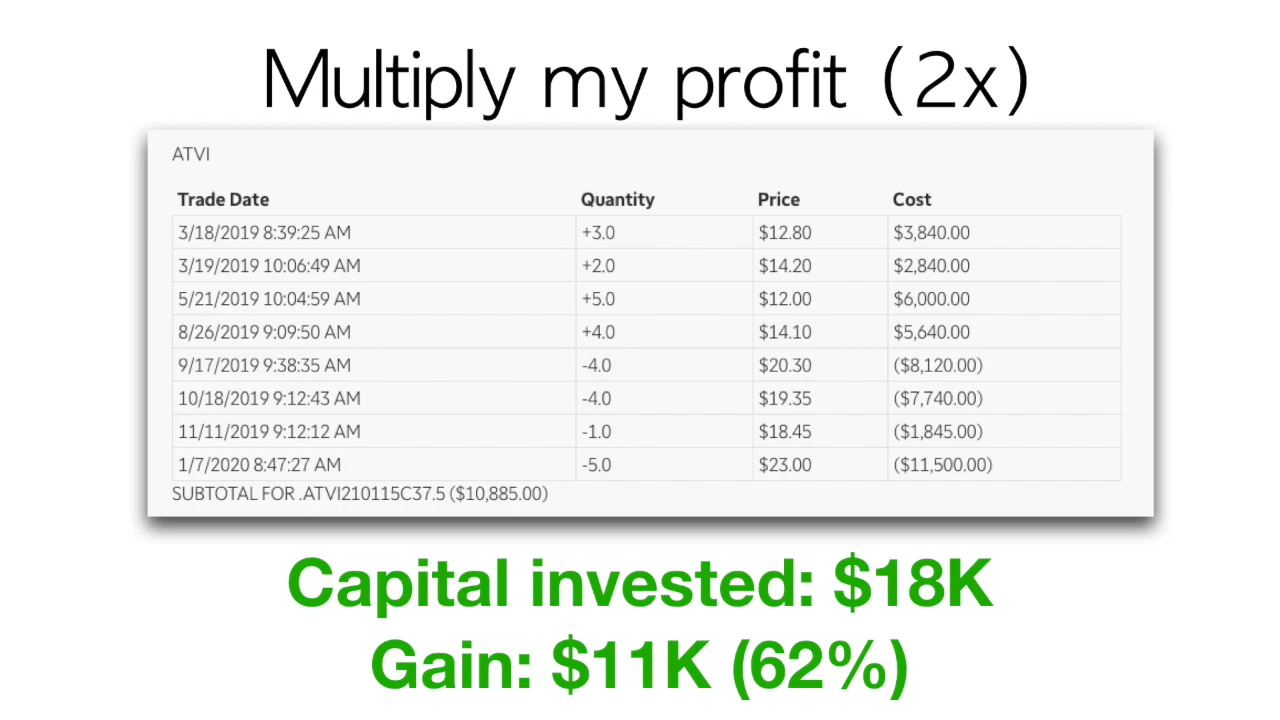 Multiply my profit (2x)
ATVI
Trade Date Quantity Price Cost
3/18/2019 8:39:25 AM +3.0 $12.80 $3,840.00
3/19/2019 10:06:49 AM +2.0 $14.20 $2,840.00
5/21/2019 10:04:59 AM +5.0 $12.00 $6,000.00
8/26/2019 9:09:50 AM +4.0 $14.10 $5,640.00
9/17/2019 9:38:35 AM -4.0 $20.30 ($8,120.00)
10/18/2019 9:12:43 AM -4.0 $19.35 ($7,740.00)
11/11/2019 9:12:12 AM -1.0 $18.45 ($1,845.00)
1/7/2020 8:47:27 AM -5.0 $23.00 ($11,500.00)
SUBTOTAL FOR .ATVI210115C37.5 ($10,885.00)
Capital invested: $18K
Gain: $11K (62%)